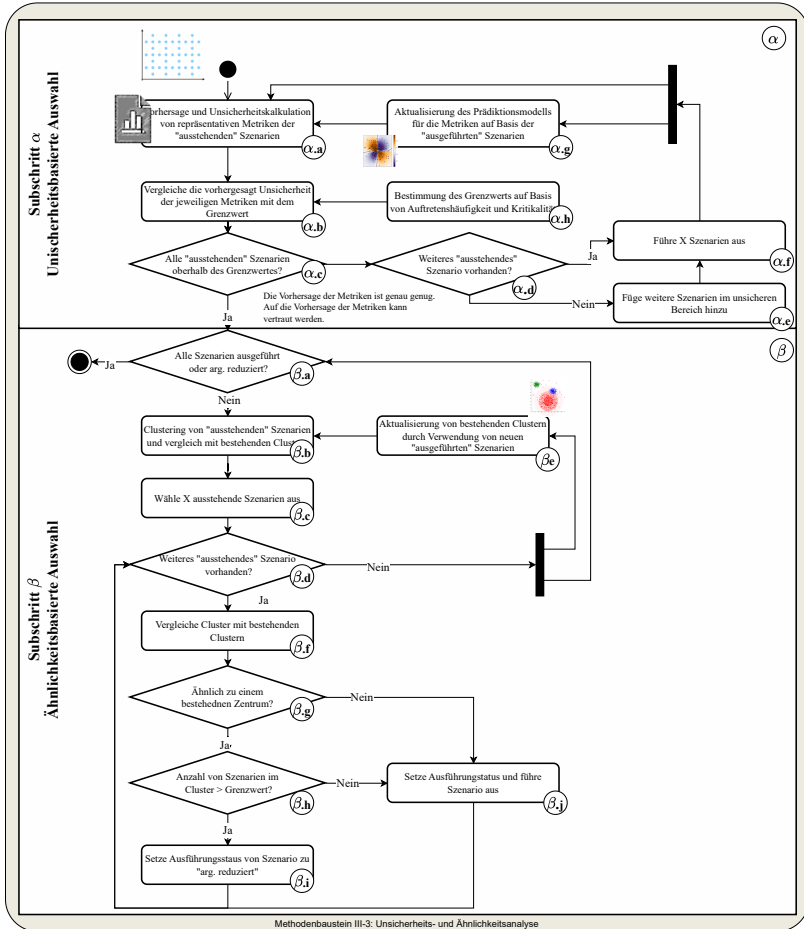 α
Subschritt α
Unischerheitsbasierte Auswahl
orhersage und Unsicherheitskalkulation
von repräsentativen Metriken der
"ausstehenden" Szenarien
α.a
Aktualisierung des Prädiktionsmodells
für die Metriken auf Basis der
"ausgeführten" Szenarien
α.g
Vergleiche die vorhergesagt Unsicherheit
der jeweiligen Metriken mit dem
Grenzwert
α.b
Bestimmung des Grenzwerts auf Basis
von Auftretenshäufigkeit und Kritikalität
α.h
Alle "ausstehenden" Szenarien
oberhalb des Grenzwertes?
α.c
Weiteres "ausstehendes"
Szenario vorhanden?
α.d
Ja
Führe X Szenarien aus
α.f
Die Vorhersage der Metriken ist genau genug.
Auf die Vorhersage der Metriken kann
vertraut werden.
Nein
Füge weitere Szenarien im unsicheren
Bereich hinzu
α.e
Ja
β
Subschritt β
Ähnlichkeitsbasierte Auswahl
Ja
Alle Szenarien ausgeführt
oder arg. reduziert?
β.a
Nein
Clustering von "ausstehenden" Szenarien
und vergleich mit bestehenden Clust
β.b
Aktualisierung von bestehenden Clustern
durch Verwendung von neuen
"ausgeführten" Szenarien
βe
Wähle X ausstehende Szenarien aus
β.c
Weiteres "ausstehendes" Szenario
vorhanden?
β.d
Nein
Ja
Vergleiche Cluster mit bestehenden
Clustern
β.f
Ähnlich zu einem
bestehednen Zentrum?
β.g
Nein
Ja
Anzahl von Szenarien im
Cluster > Grenzwert?
β.h
Nein
Setze Ausführungstatus und führe
Szenario aus
β.j
Ja
Setze Ausführungsstaus von Szenario zu
"arg. reduziert"
β.i
Methodenbaustein III-3: Unsicherheits- und Ähnlichkeitsanalyse